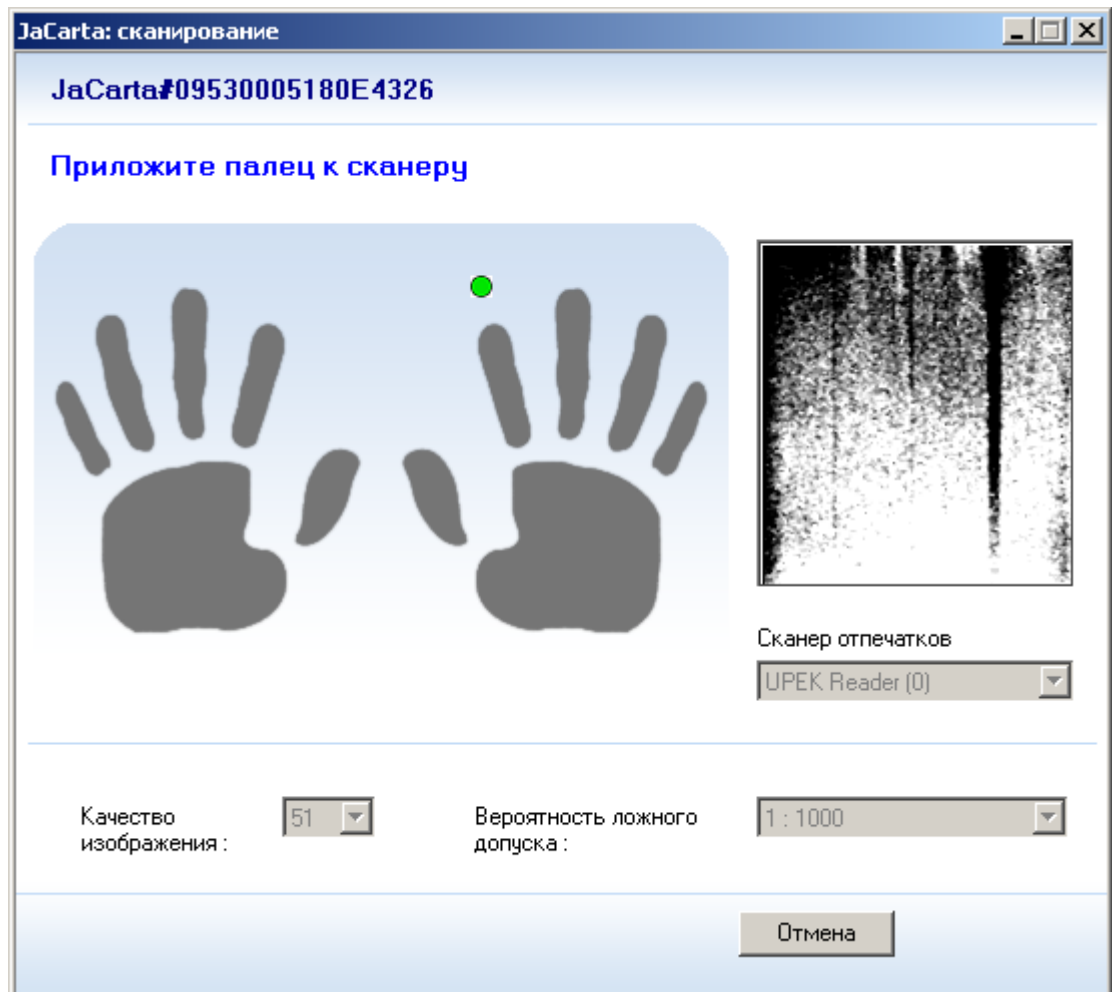 JaCarta: сканирование
JaCarta#09530005180E4326
Приложите палец к сканеру
Сканер отпечатков
UPEK Reader (0)
Качество
изображения :
51
Вероятность ложного
допуска :
1 : 1000
Отмена